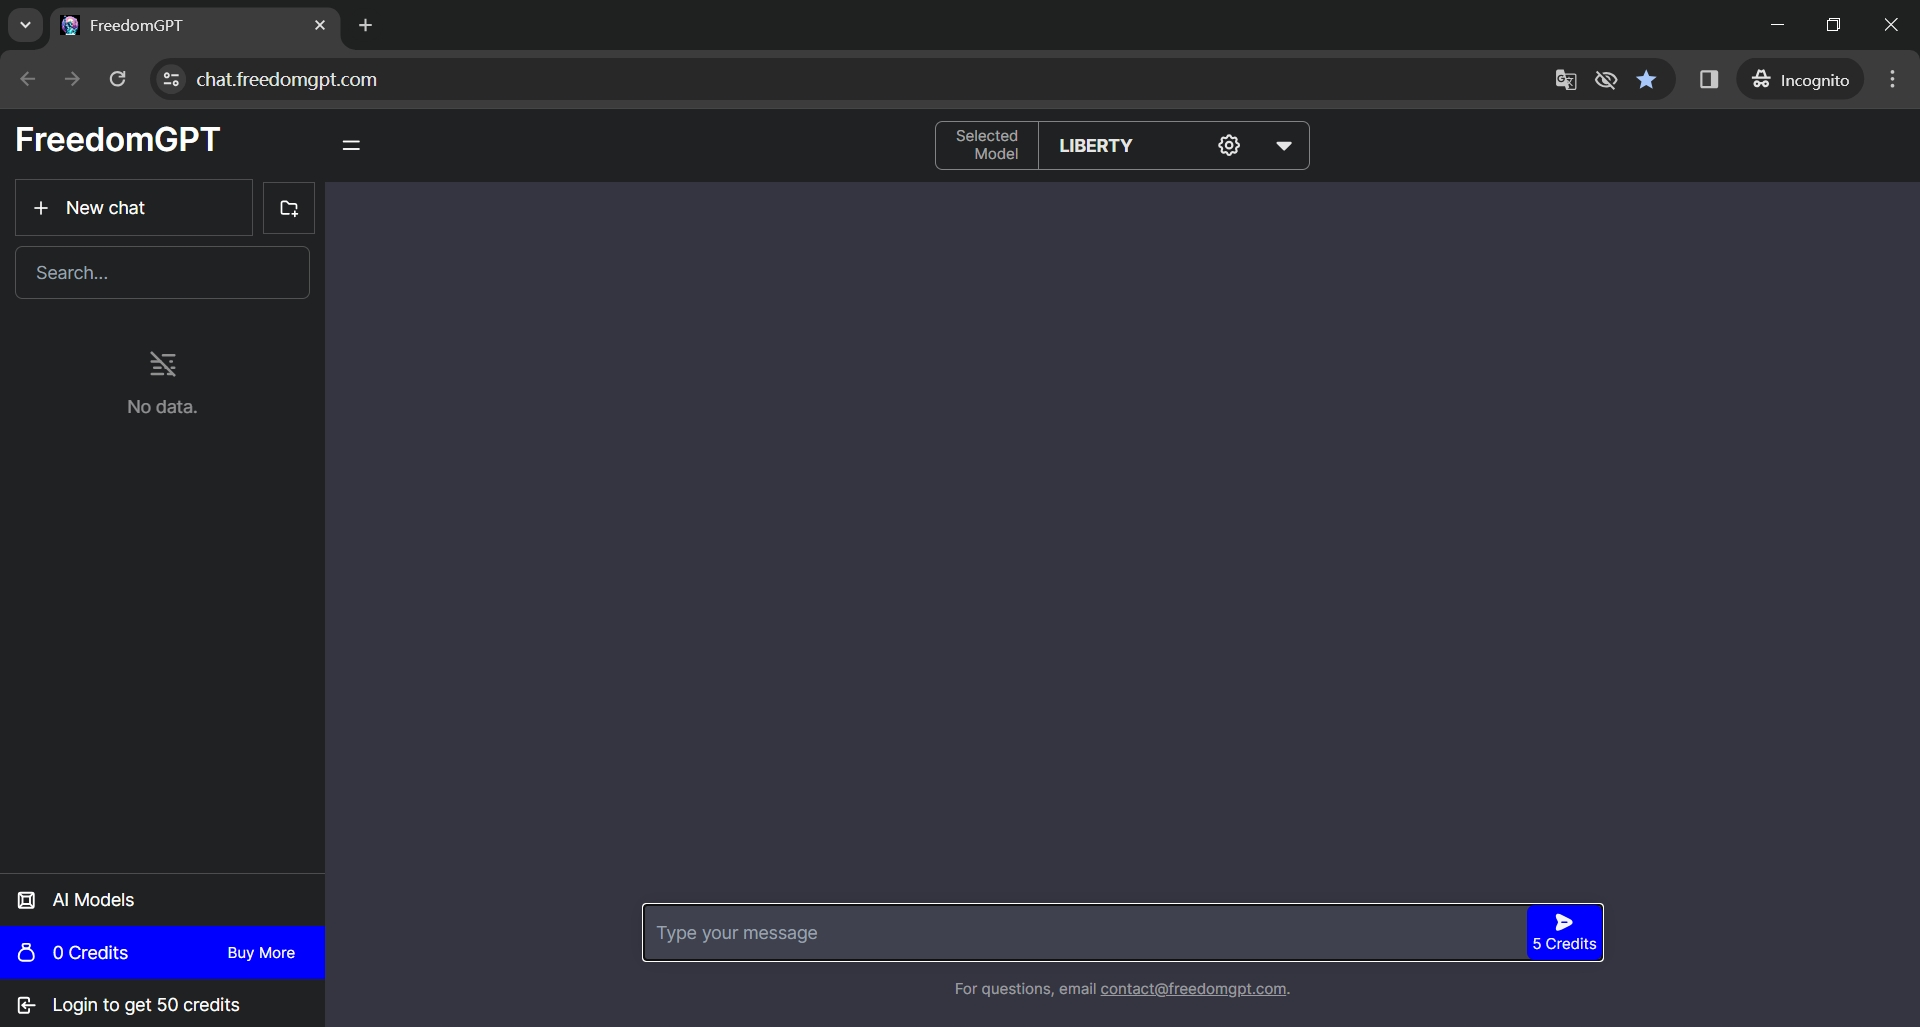 FreedomGPT
chat.freedomgpt.com
Incognito
FreedomGPT
Selected
Model
LIBERTY
New chat
Search...
No data.
AI Models
0 Credits
Buy More
Login to get 50 credits
Type your message
5 Credits
For questions, email contact@freedomgpt.com.